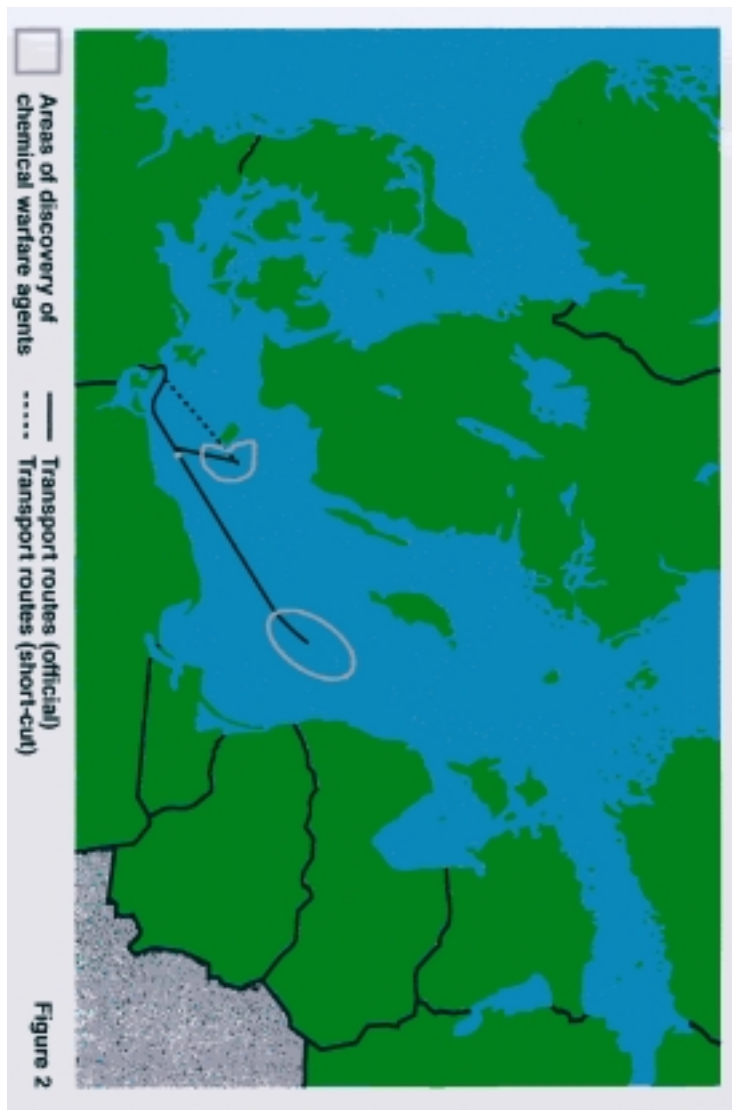 Areas of discovery of
chemical warfare agents
Transport routes (official)
Transport routes (short-cut)
Figure 2